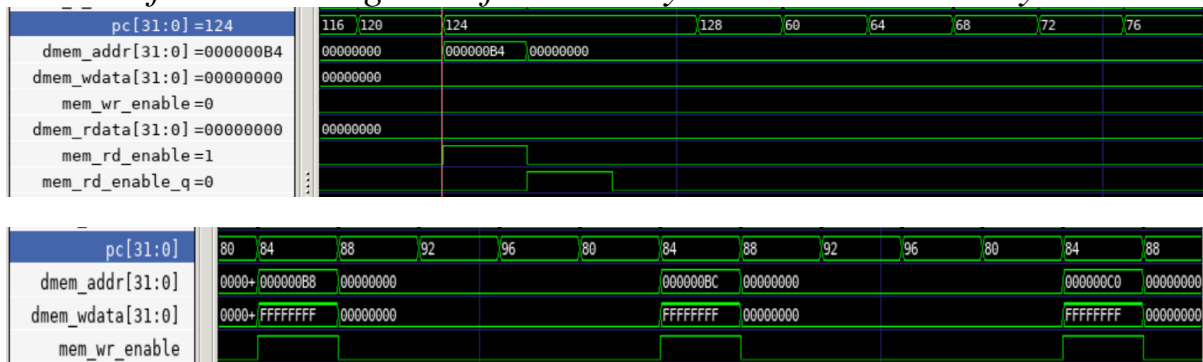 pc[31:0]=124 116 120 124 128 60 64 68 72 76
dmem_addr[31:0]=000000B4 00000000 000000B4 00000000
dmem_wdata[31:0]=00000000 00000000
mem_wr_enable=0
dmem_rdata[31:0]=00000000 00000000
mem_rd_enable=1
mem_rd_enable_q=0
pc[31:0] 80 84 88 92 96 80 84 88 92 96 80 84 88
dmem_addr[31:0] 0000+ 000000B8 00000000 000000BC 00000000 000000C0 00000000
dmem_wdata[31:0] 0000+ FFFFFFFF 00000000 FFFFFFFF 00000000 FFFFFFFF 00000000
mem_wr_enable